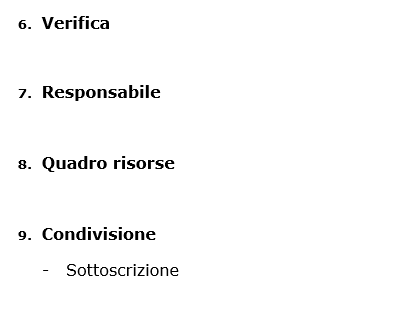 6. Verifica
7. Responsabile
8. Quadro risorse
9. Condivisione
- Sottoscrizione